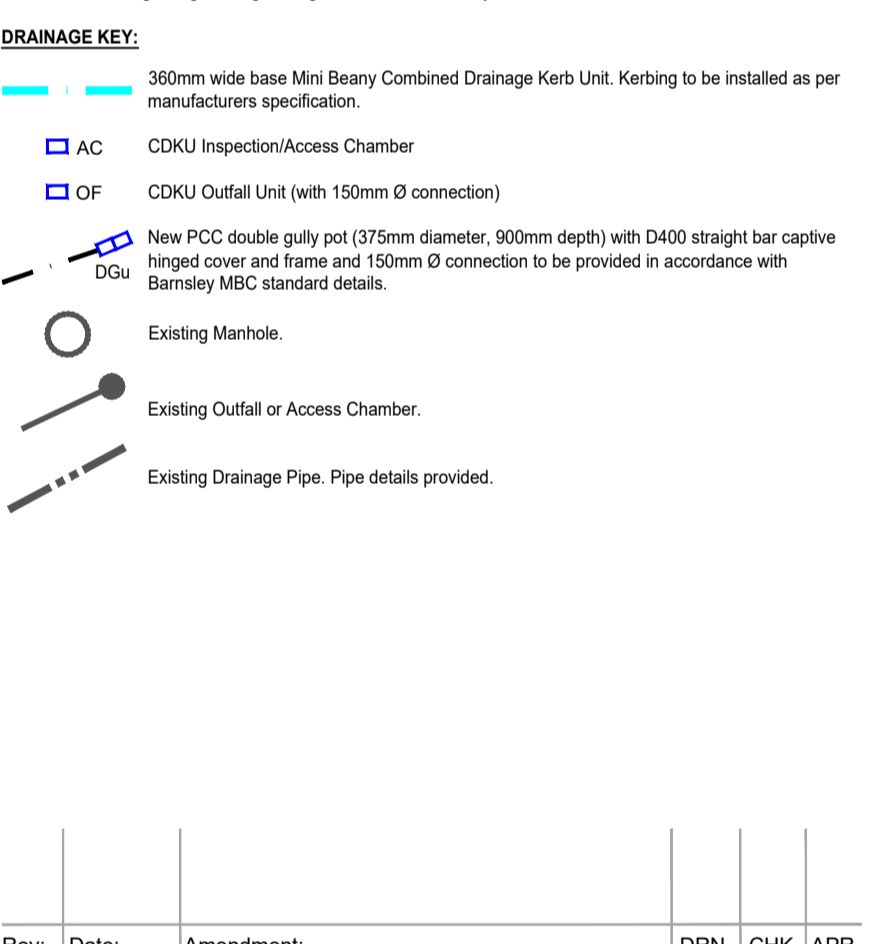 DRAINAGE KEY:
360mm wide base Mini Beany Combined Drainage Kerb Unit. Kerbing to be installed as per
manufacturers specification.
AC CDKU Inspection/Access Chamber
OF CDKU Outfall Unit (with 150mm Ø connection)
New PCC double gully pot (375mm diameter, 900mm depth) with D400 straight bar captive
hinged cover and frame and 150mm Ø connection to be provided in accordance with
DGu Barnsley MBC standard details.
Existing Manhole.
Existing Outfall or Access Chamber.
Existing Drainage Pipe. Pipe details provided.
Rev: Date: Amendment: DRN CHK APP